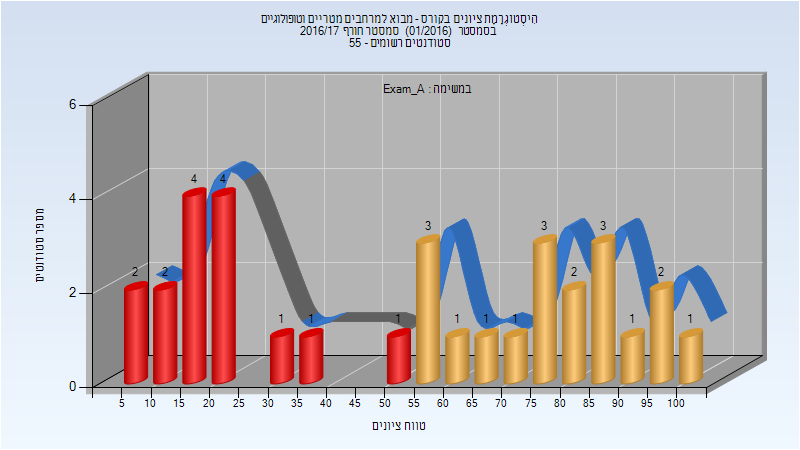 הִיסְטוֹגְרָמַת ציונים בקורס - מבוא למרחבים מטריים וטופולוגיים
בסמסטר (01/2016) סמסטר חורף 2016/17
סטודנטים רשומים - 55
במשימה : Exam_A
מספר סטודנטים
6
4
2
0
2 2 4 4 1 1 1 3 1 1 1 3 2 3 1 2 1
5 10 15 20 25 30 35 40 45 50 55 60 65 70 75 80 85 90 95 100
טווח ציונים